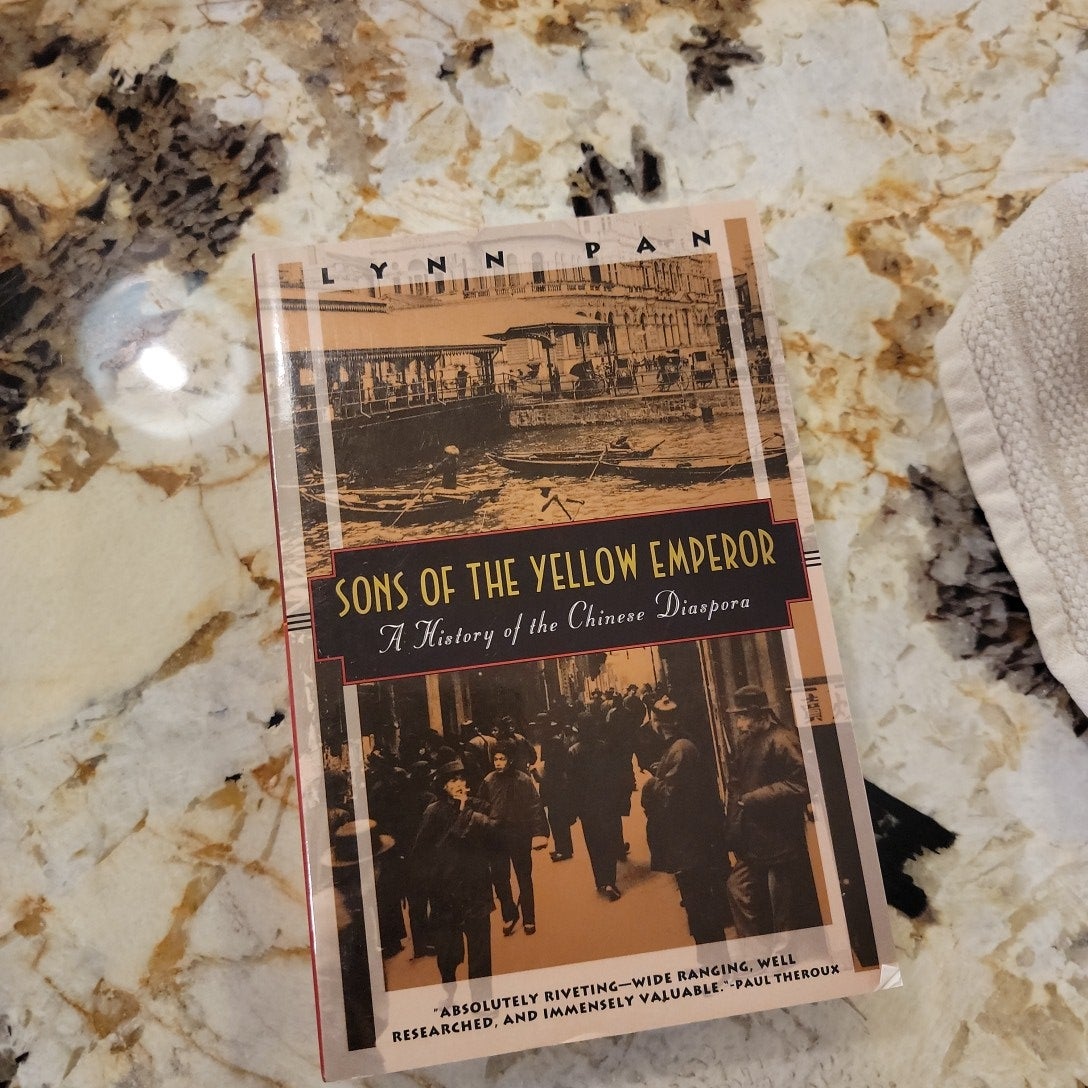 LYNN PAN
SONS OF THE YELLOW EMPEROR
A History of the Chinese Diaspora
"ABSOLUTELY RIVETING—WIDE RANGING, WELL
RESEARCHED, AND IMMENSELY VALUABLE."-PAUL THEROUX